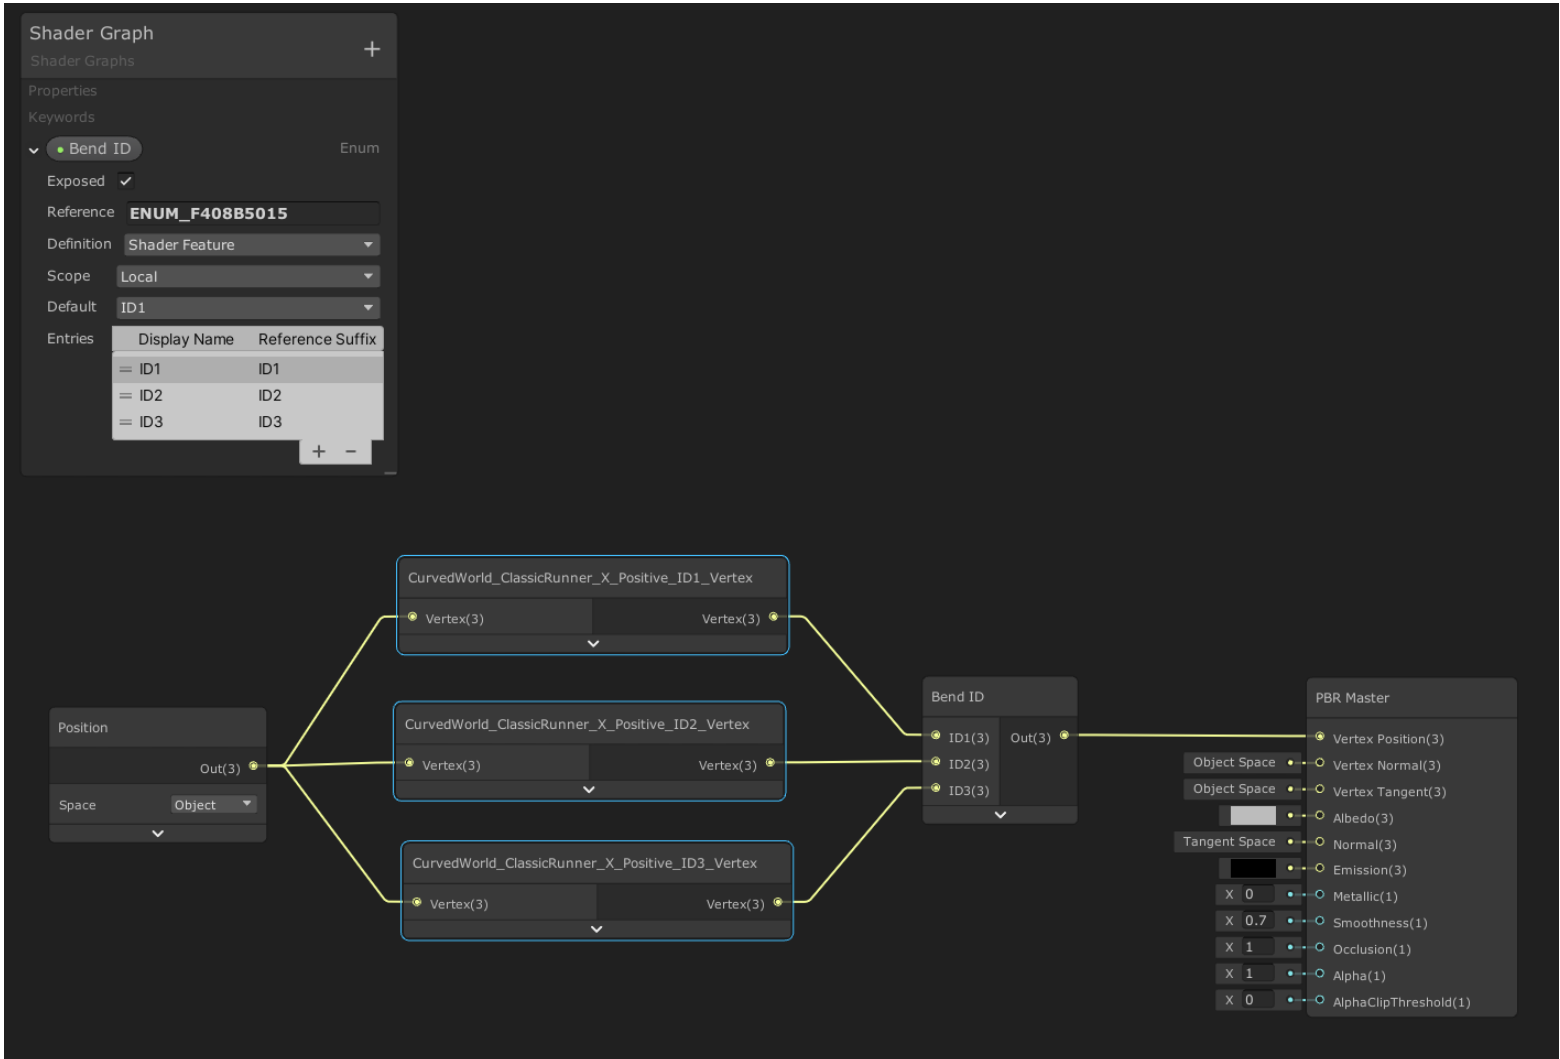 Shader Graph
Shader Graphs
Properties
Keywords
Bend ID Enum
Exposed
Reference ENUM_F408B5015
Definition Shader Feature
Scope Local
Default ID1
Entries Display Name Reference Suffix
ID1 ID1
ID2 ID2
ID3 ID3
CurvedWorld_ClassicRunner_X_Positive_ID1_Vertex
Vertex(3) Vertex(3)
Position
Out(3)
Space Object
CurvedWorld_ClassicRunner_X_Positive_ID2_Vertex
Vertex(3) Vertex(3)
CurvedWorld_ClassicRunner_X_Positive_ID3_Vertex
Vertex(3) Vertex(3)
Bend ID
ID1(3) Out(3)
ID2(3)
ID3(3)
PBR Master
Vertex Position(3)
Object Space Vertex Normal(3)
Object Space Vertex Tangent(3)
Albedo(3)
Tangent Space Normal(3)
Emission(3)
X 0 Metallic(1)
X 0.7 Smoothness(1)
X 1 Occlusion(1)
X 1 Alpha(1)
X 0 AlphaClipThreshold(1)